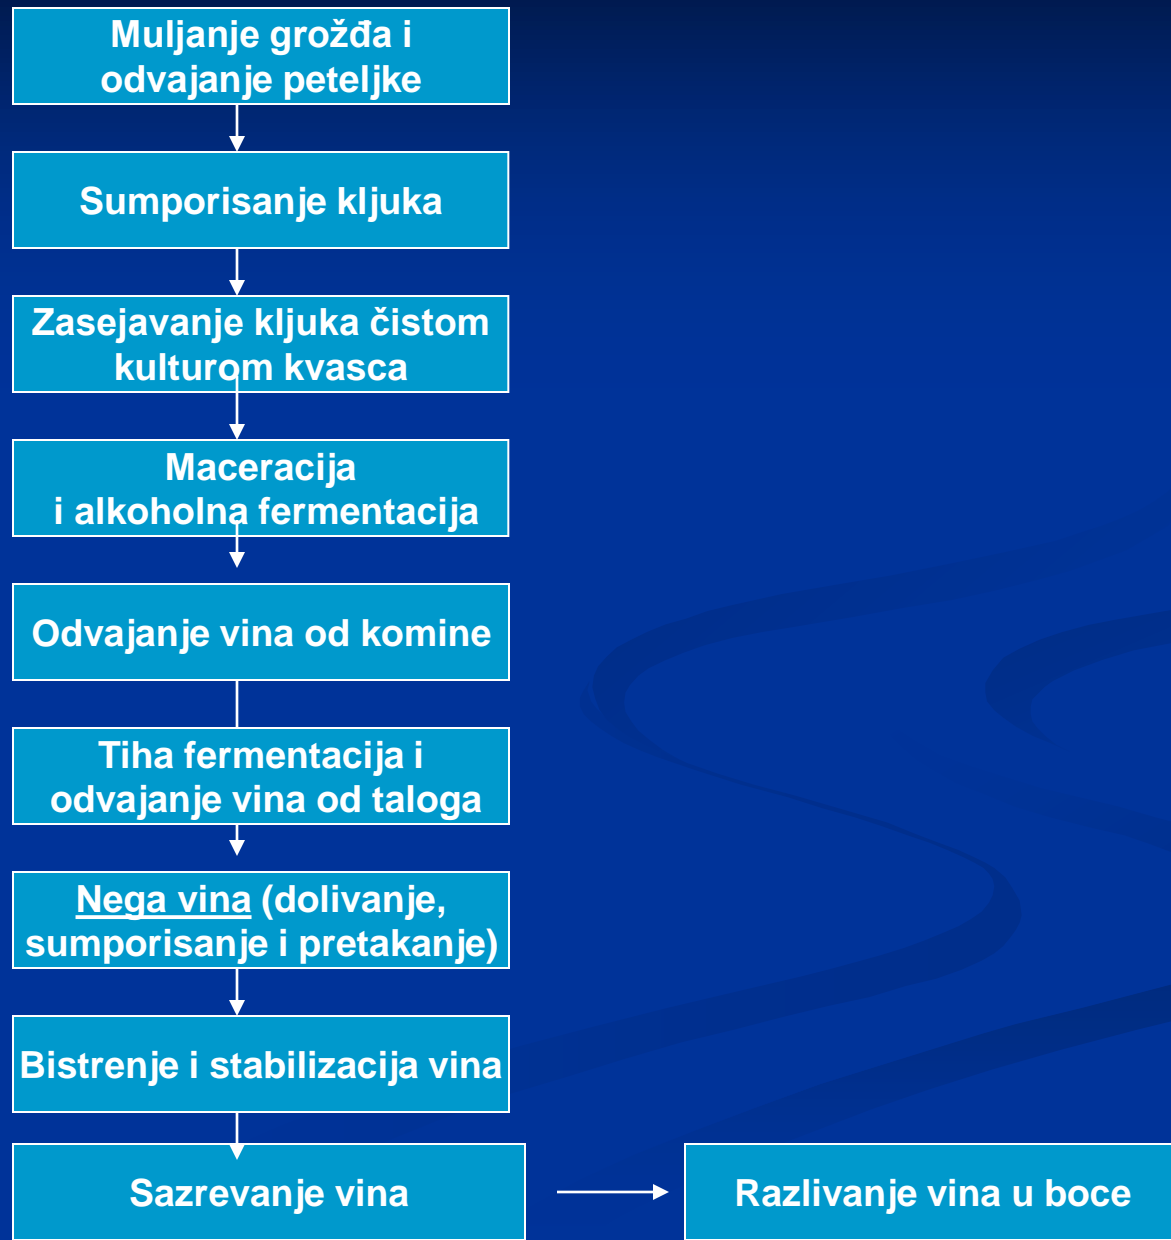 Muljanje grožđa i
odvajanje peteljke
Sumporisanje kljuka
Zasejavanje kljuka čistom
kulturom kvasca
Maceracija
i alkoholna fermentacija
Odvajanje vina od komine
Tiha fermentacija i
odvajanje vina od taloga
Nega vina (dolivanje,
sumporisanje i pretakanje)
Bistrenje i stabilizacija vina
Sazrevanje vina
Razlivanje vina u boce